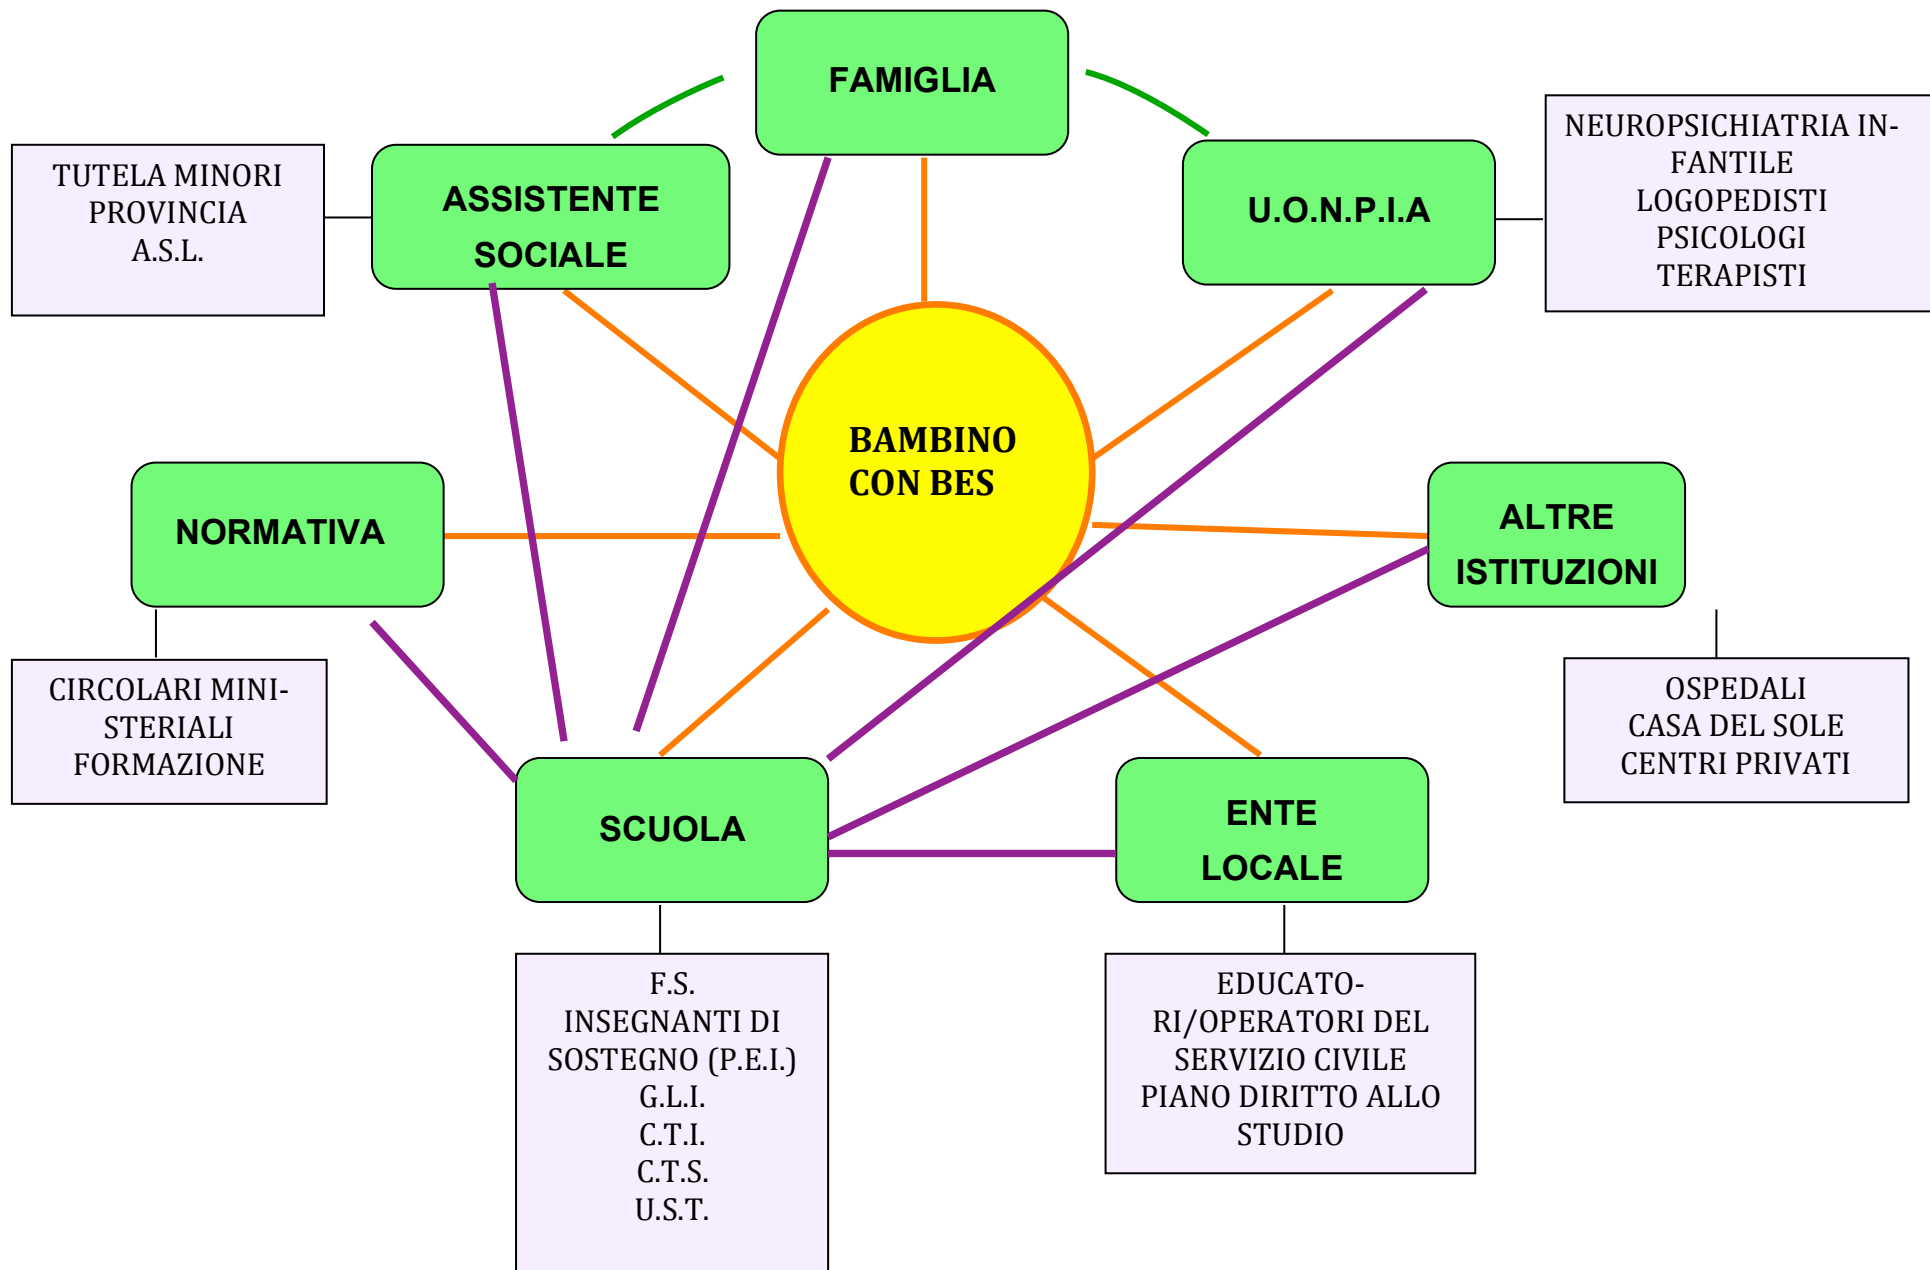 FAMIGLIA
TUTELA MINORI
PROVINCIA
A.S.L.
ASSISTENTE
SOCIALE
U.O.N.P.I.A
NEUROPSICHIATRIA IN-
FANTILE
LOGOPEDISTI
PSICOLOGI
TERAPISTI
BAMBINO
CON BES
NORMATIVA
ALTRE
ISTITUZIONI
CIRCOLARI MINI-
STERIALI
FORMAZIONE
OSPEDALI
CASA DEL SOLE
CENTRI PRIVATI
SCUOLA
ENTE
LOCALE
F.S.
INSEGNANTI DI
SOSTEGNO (P.E.I.)
G.L.I.
C.T.I.
C.T.S.
U.S.T.
EDUCATO-
RI/OPERATORI DEL
SERVIZIO CIVILE
PIANO DIRITTO ALLO
STUDIO